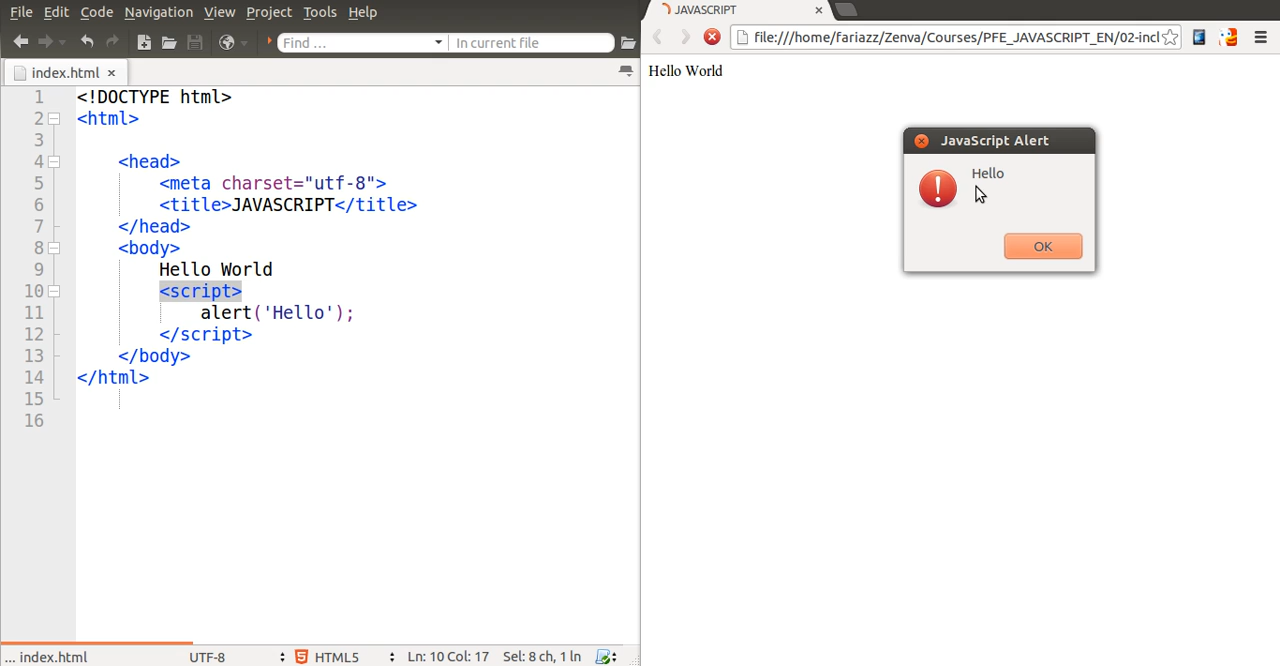 File Edit Code Navigation View Project Tools Help
Find ... In current file
index.html ×
1 <!DOCTYPE html>
2 <html>
3
4 <head>
5 <meta charset="utf-8">
6 <title>JAVASCRIPT</title>
7 </head>
8 <body>
9 Hello World
10 <script>
11 alert('Hello');
12 </script>
13 </body>
14 </html>
15
16
... index.html UTF-8 HTML5 Ln: 10 Col: 17 Sel: 8 ch, 1 ln
JAVASCRIPT ×
file:///home/fariazz/Zenva/Courses/PFE_JAVASCRIPT_EN/02-incl
Hello World
JavaScript Alert
Hello
OK